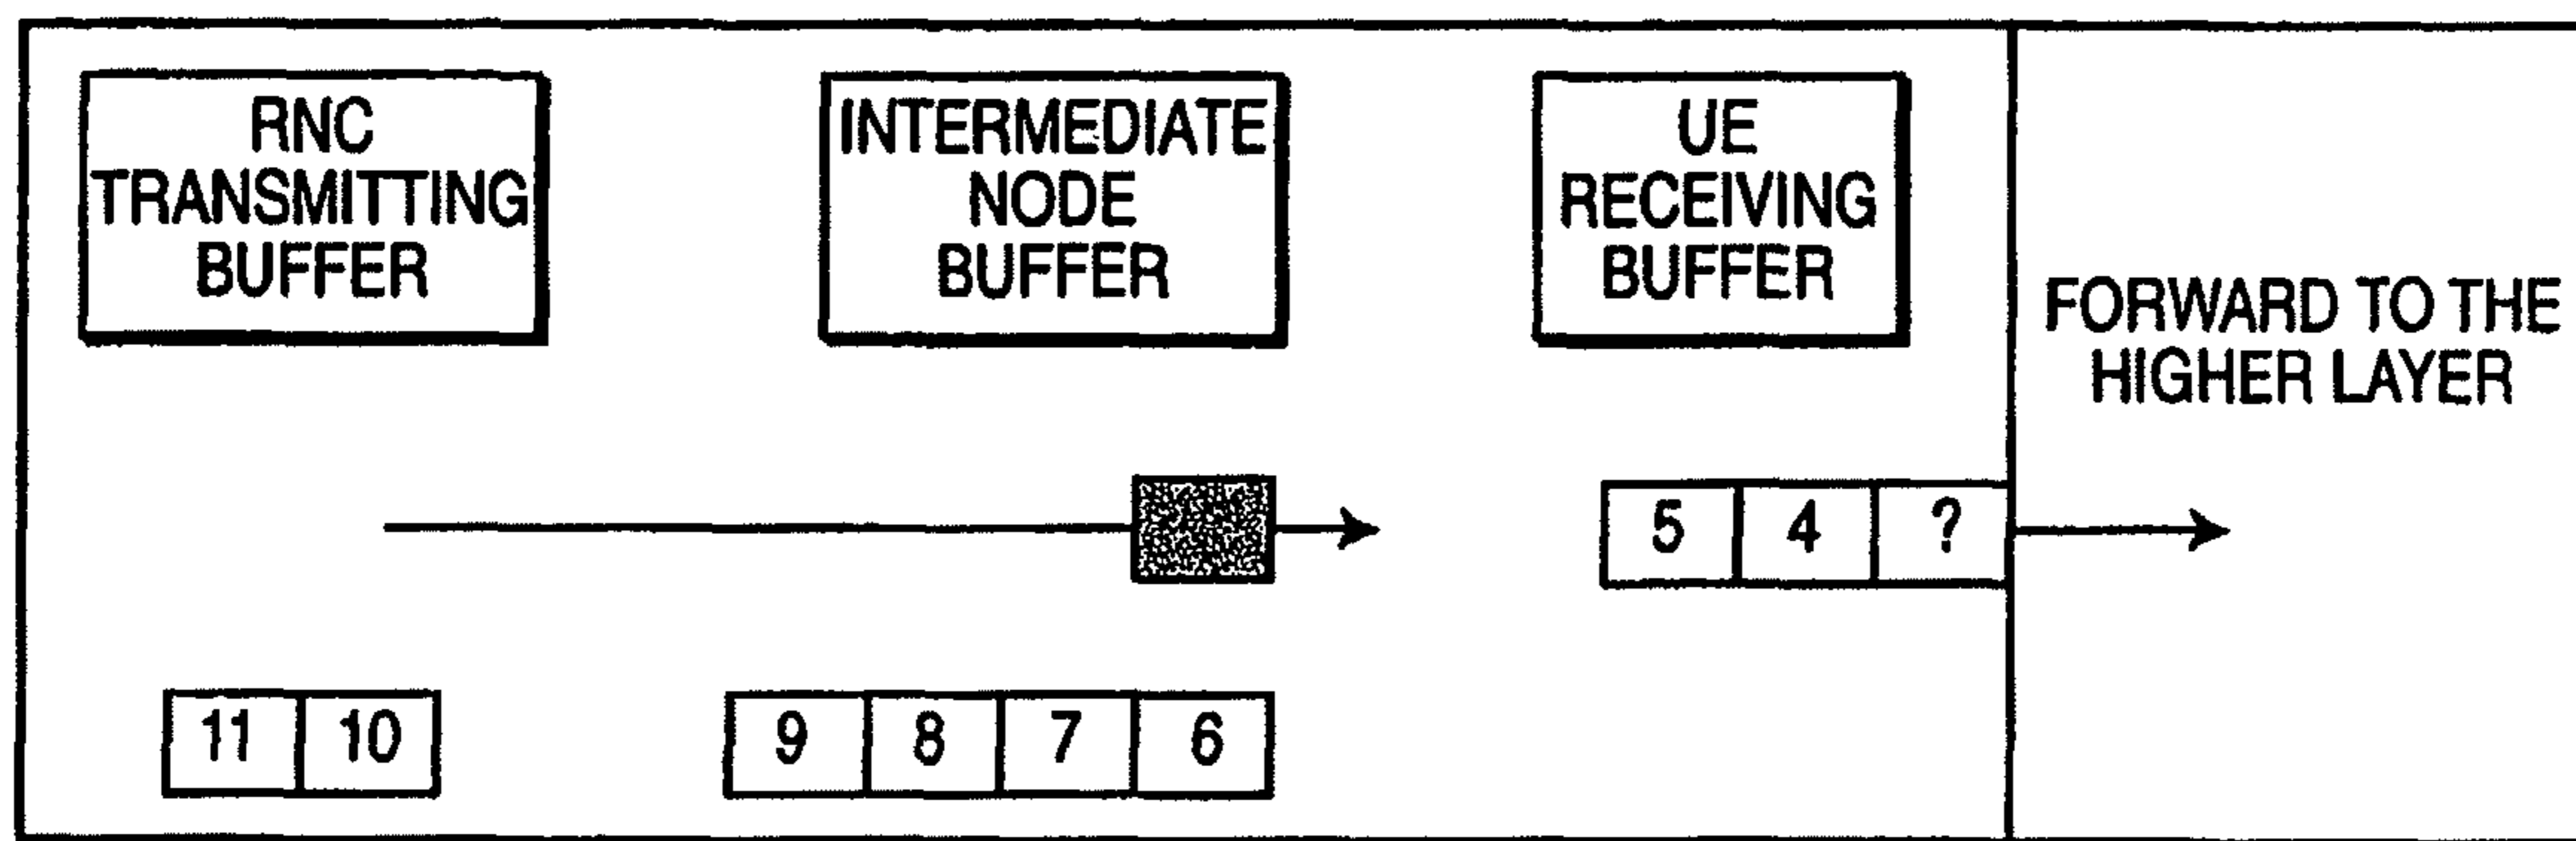 RNC
TRANSMITTING
BUFFER
INTERMEDIATE
NODE
BUFFER
UE
RECEIVING
BUFFER
FORWARD TO THE
HIGHER LAYER
5 4 ?
11 10
9 8 7 6